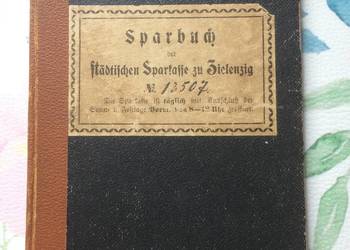 Sparbuch
der
städtischen Sparkasse zu Zielenzig
№ 13507.
Die Sparkasse ist täglich mit Ausschluß der
Sonn- u. Festtage Vorm. von 8—12 Uhr geöffnet.